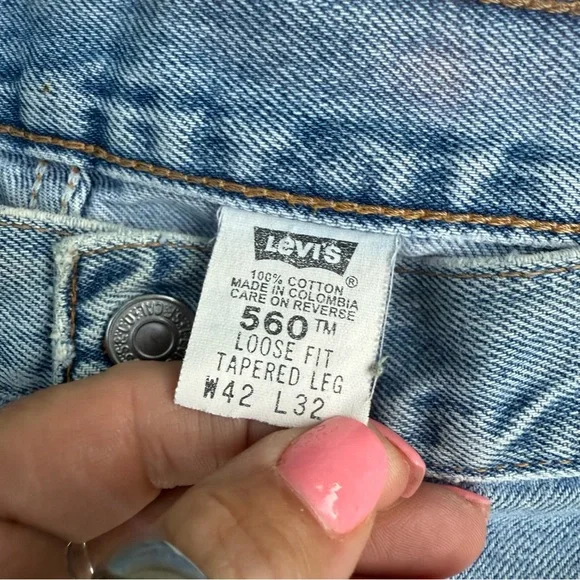 LEVI'S ®
100% COTTON
MADE IN COLOMBIA
CARE ON REVERSE
560™
LOOSE FIT
TAPERED LEG
W42 L32